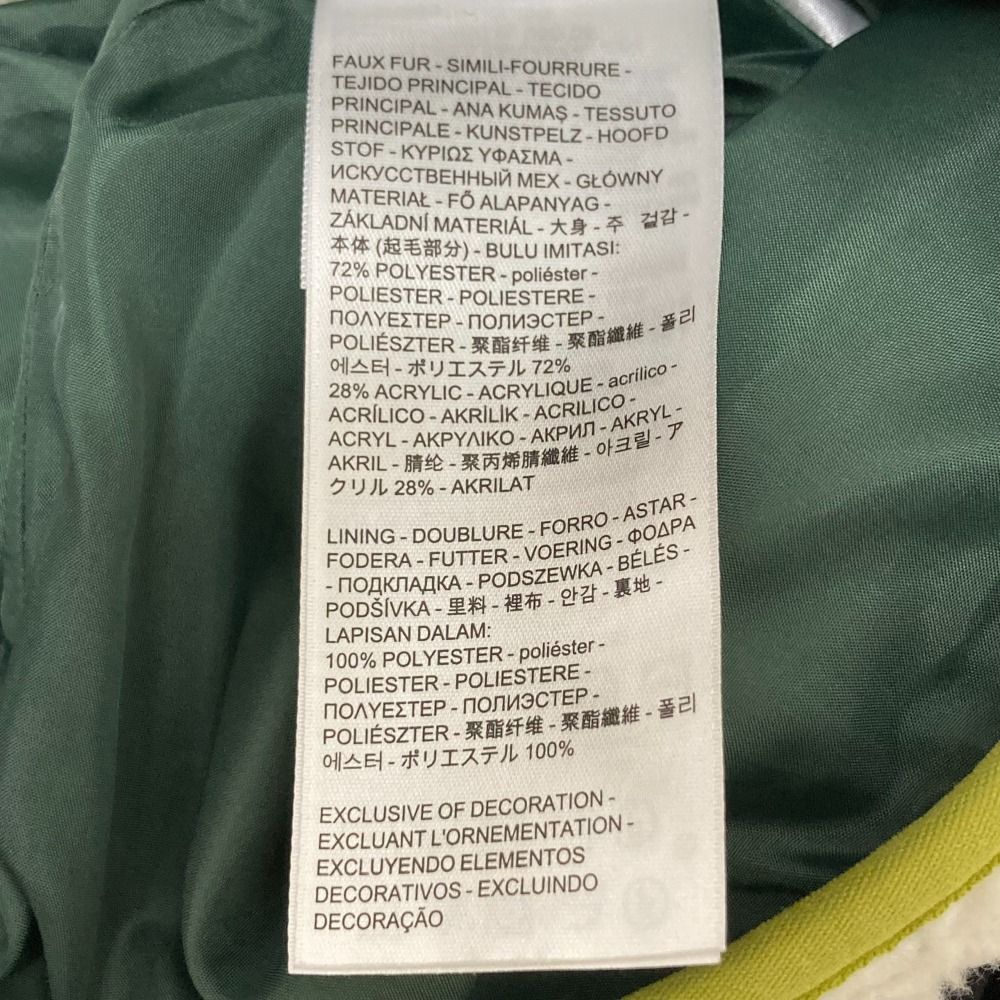 FAUX FUR - SIMILI-FOURRURE -
TEJIDO PRINCIPAL - TECIDO
PRINCIPAL - ANA KUMAŞ - TESSUTO
PRINCIPALE - KUNSTPELZ - HOOFD
STOF - ΚΥΡΙΩΣ ΥΦΑΣΜΑ -
ИСКУССТВЕННЫЙ МЕХ - GŁÓWNY
MATERIAŁ - FŐ ALAPANYAG -
ZÁKLADNÍ MATERIÁL - 大身 - 주 겉감 -
本体 (起毛部分) - BULU IMITASI:
72% POLYESTER - poliéster -
POLIESTER - POLIESTERE -
ΠΟΛΥΕΣΤΕΡ - ПОЛИЭСТЕР -
POLIÉSZTER - 聚酯纤维 - 聚酯纖維 - 폴리
에스터 - ポリエステル 72%
28% ACRYLIC - ACRYLIQUE - acrílico -
ACRÍLICO - AKRİLİK - ACRILICO -
ACRYL - ΑΚΡΥΛΙΚΟ - АКРИЛ - AKRYL -
AKRIL - 腈纶 - 聚丙烯腈纖維 - 아크릴 - ア
クリル 28% - AKRILAT
LINING - DOUBLURE - FORRO - ASTAR -
FODERA - FUTTER - VOERING - ΦΟΔΡΑ
- ПОДКЛАДКА - PODSZEWKA - BÉLÉS -
PODŠÍVKA - 里料 - 裡布 - 안감 - 裏地 -
LAPISAN DALAM:
100% POLYESTER - poliéster -
POLIESTER - POLIESTERE -
ΠΟΛΥΕΣΤΕΡ - ПОЛИЭСТЕР -
POLIÉSZTER - 聚酯纤维 - 聚酯纖維 - 폴리
에스터 - ポリエステル 100%
EXCLUSIVE OF DECORATION -
EXCLUANT L'ORNEMENTATION -
EXCLUYENDO ELEMENTOS
DECORATIVOS - EXCLUINDO
DECORAÇÃO